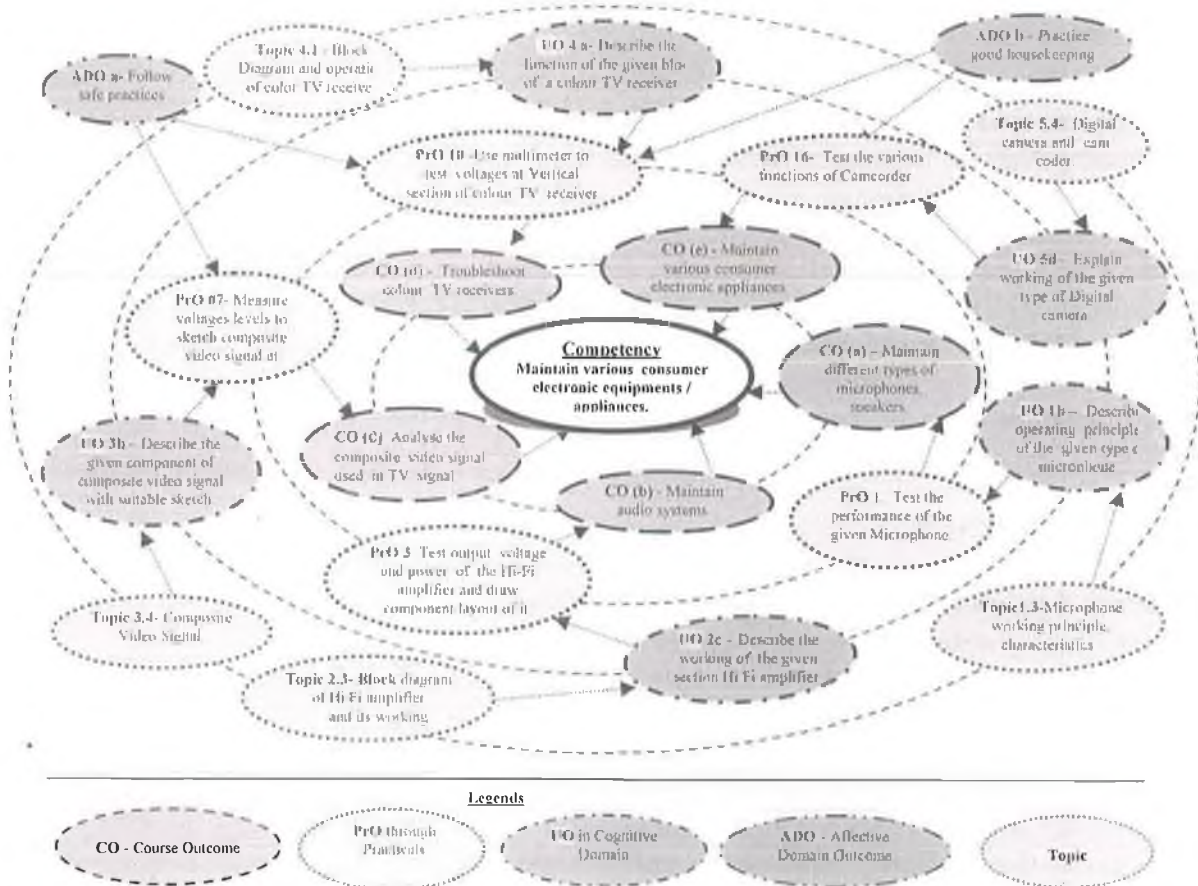 Topic 4.1 - Block
Diagram and operatio
of color TV receive
UO 4 a- Describe the
function of the given blo
of a colour TV receiver
ADO b - Practice
good housekeeping
ADO a- Follow
safe practices
Topic 5.4- Digital
camera and cam
coder
PrO 10 -Use multimeter to
test voltages at Vertical
section of colour TV receiver
PrO 16- Test the various
functions of Camcorder
CO (d) - Troubleshoot
colour TV receivers
CO (e) - Maintain
various consumer
electronic appliances
UO 5d - Explain
working of the given
type of Digital
camera
PrO 07- Measure
voltages levels to
sketch composite
video signal at
Competency
Maintain various consumer
electronic equipments /
appliances.
CO (a) - Maintain
different types of
microphones,
speakers
UO 3b - Describe the
given component of
composite video signal
with suitable sketch
CO (C) Analyse the
composite video signal
used in TV signal
CO (b) - Maintain
audio systems
UO 1b - Describe
operating principle
of the given type
microphone
PrO 1 Test the
performance of the
given Microphone.
PrO 5 Test output voltage
and power of the Hi-Fi
amplifier and draw
component layout of it
Topic 3.4- Composite
Video Signal
Topic 2.3- Block diagram
of Hi Fi amplifier
and its working
UO 2c - Describe the
working of the given
section Hi Fi amplifier
Topic1.3-Microphone
working principle,
characteristics
Legends
CO - Course Outcome
PrO through
Practicals
UO in Cognitive
Domain
ADO - Affective
Domain Outcome
Topic